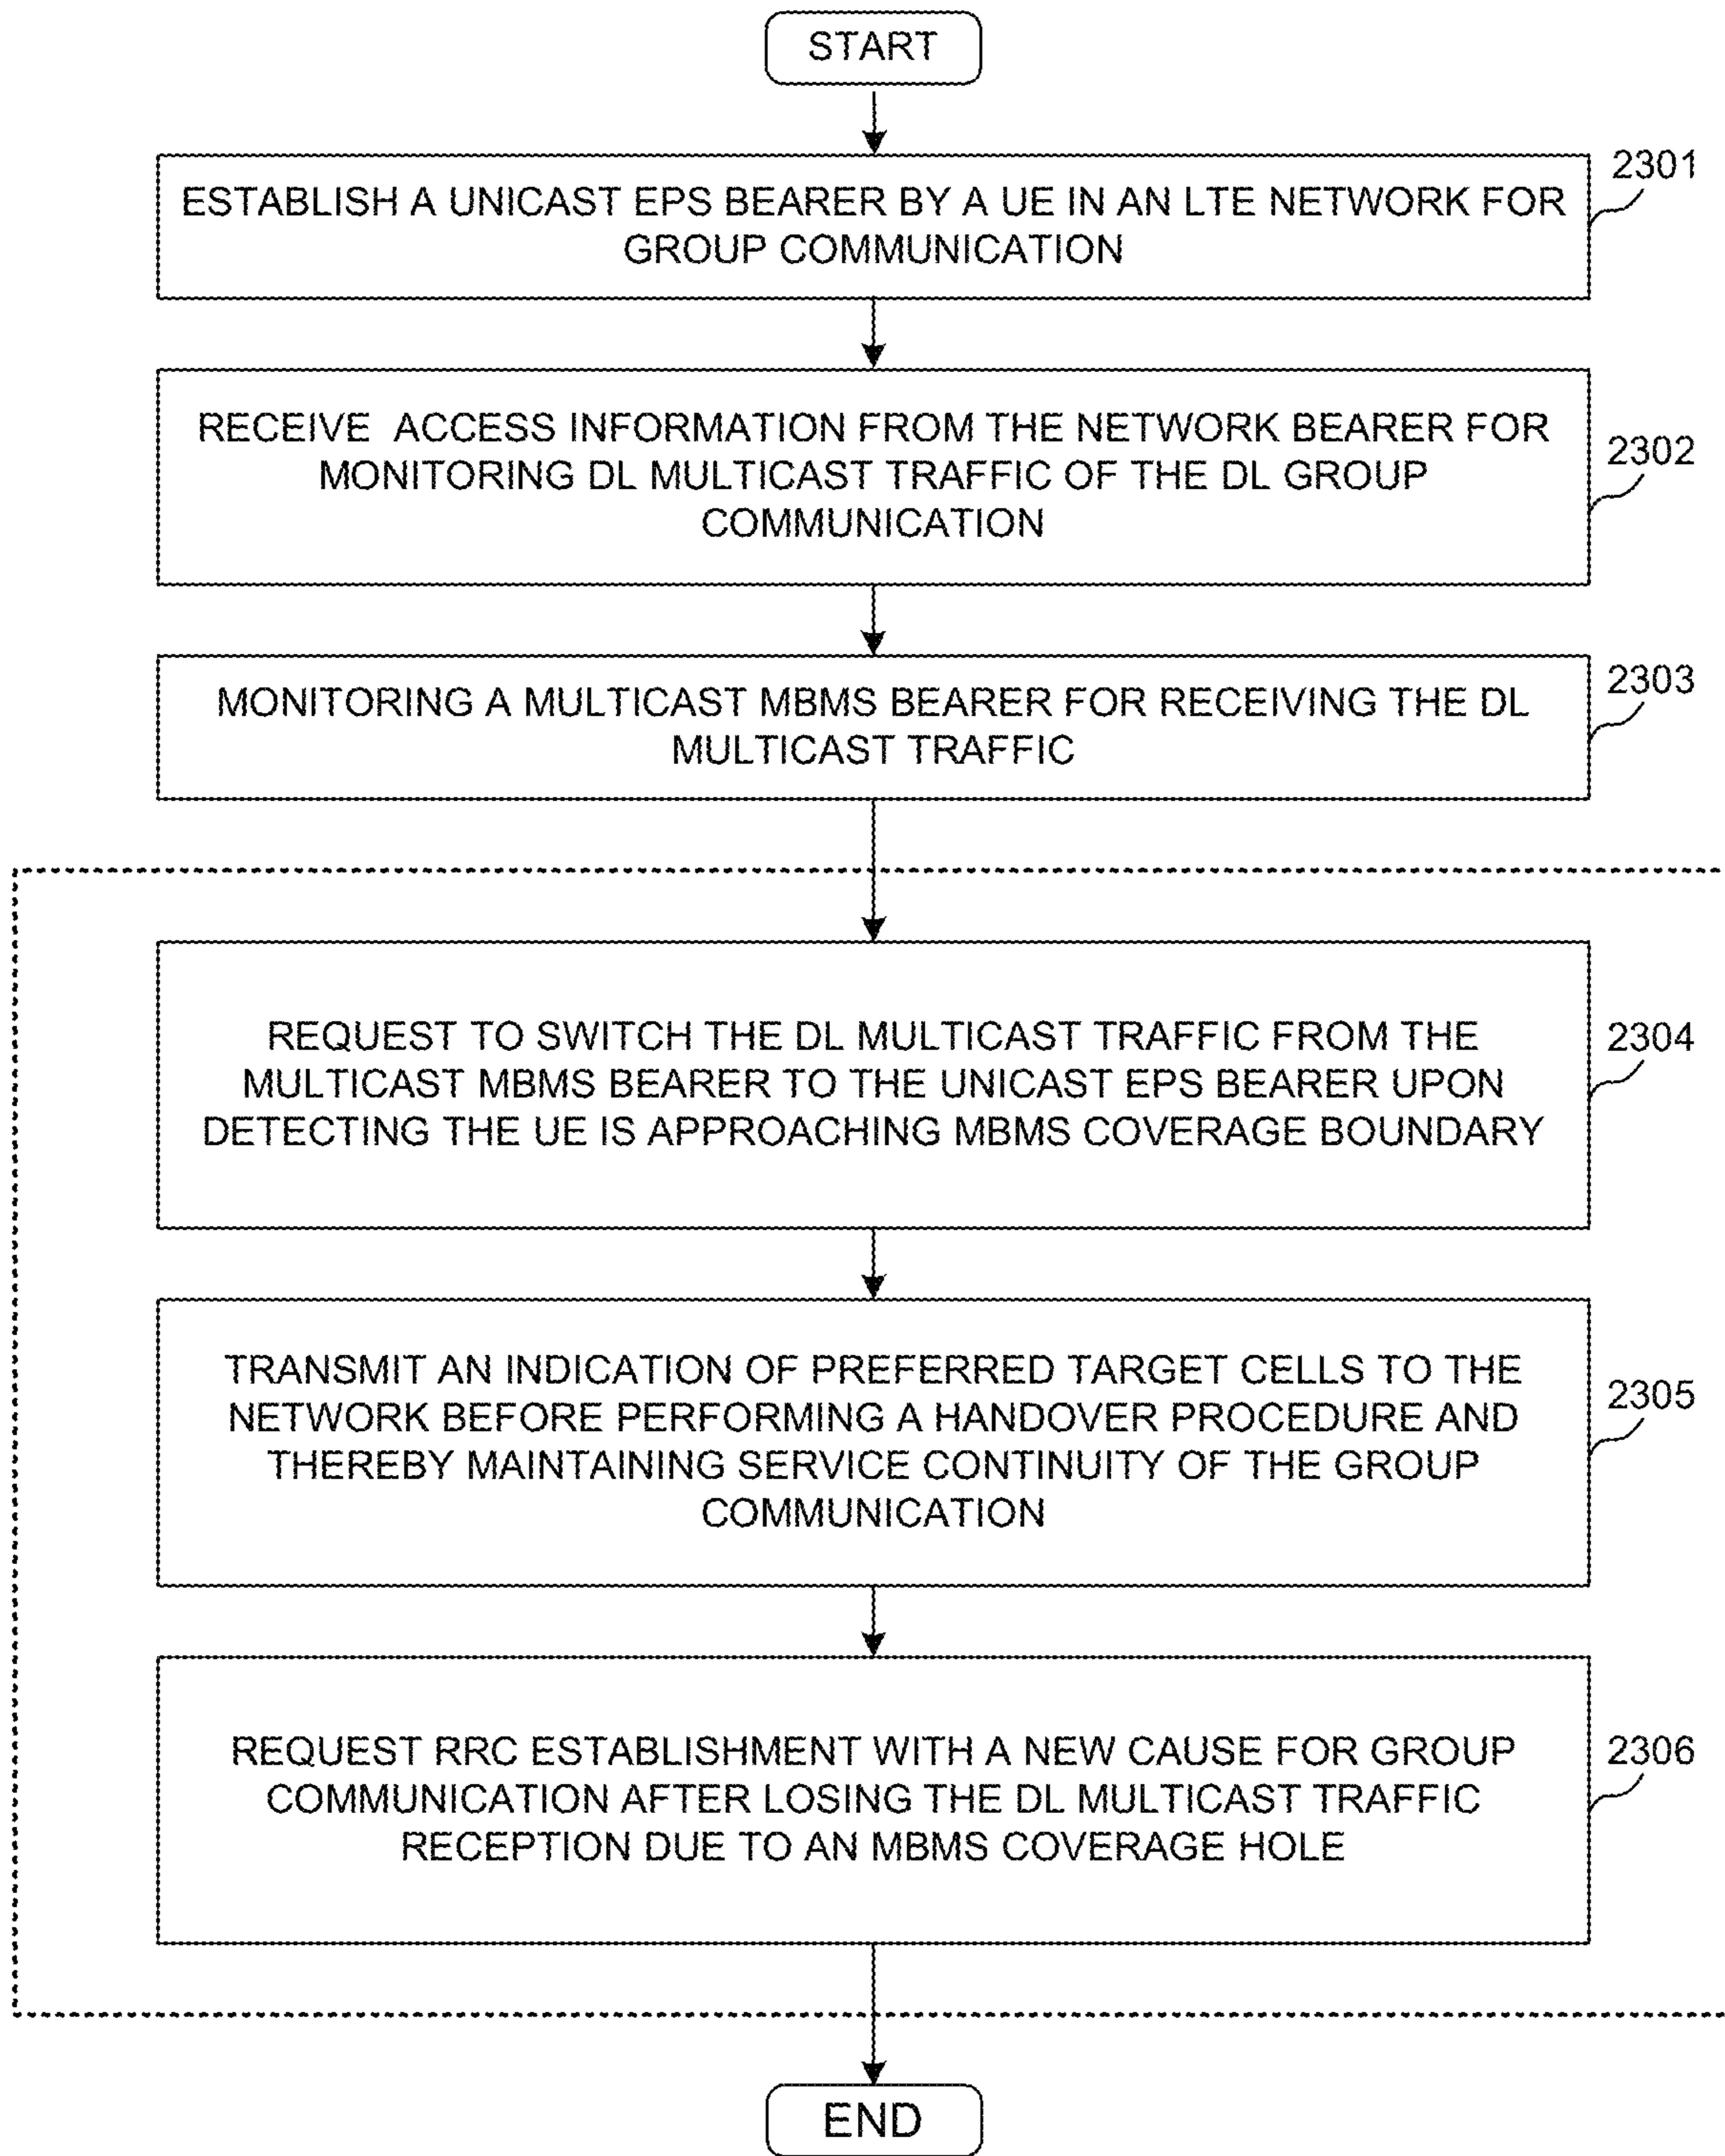 START
2301
ESTABLISH A UNICAST EPS BEARER BY A UE IN AN LTE NETWORK FOR
GROUP COMMUNICATION
RECEIVE ACCESS INFORMATION FROM THE NETWORK BEARER FOR
MONITORING DL MULTICAST TRAFFIC OF THE DL GROUP
COMMUNICATION
2302
MONITORING A MULTICAST MBMS BEARER FOR RECEIVING THE DL
MULTICAST TRAFFIC
2303
REQUEST TO SWITCH THE DL MULTICAST TRAFFIC FROM THE
MULTICAST MBMS BEARER TO THE UNICAST EPS BEARER UPON
DETECTING THE UE IS APPROACHING MBMS COVERAGE BOUNDARY
2304
TRANSMIT AN INDICATION OF PREFERRED TARGET CELLS TO THE
NETWORK BEFORE PERFORMING A HANDOVER PROCEDURE AND
THEREBY MAINTAINING SERVICE CONTINUITY OF THE GROUP
COMMUNICATION
2305
REQUEST RRC ESTABLISHMENT WITH A NEW CAUSE FOR GROUP
COMMUNICATION AFTER LOSING THE DL MULTICAST TRAFFIC
RECEPTION DUE TO AN MBMS COVERAGE HOLE
2306
END